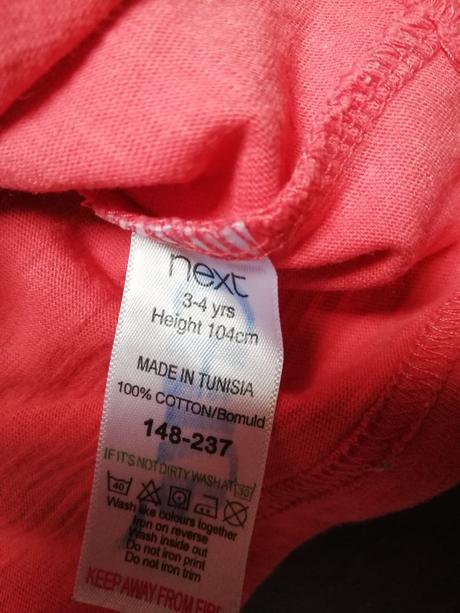 next
3-4 yrs
Height 104cm
MADE IN TUNISIA
100% COTTON/Bomuld
148-237
IF IT'S NOT DIRTY WASH AT 30
40
Wash like colours together
Iron on reverse
Wash inside out
Do not iron print
Do not iron trim
KEEP AWAY FROM FIRE